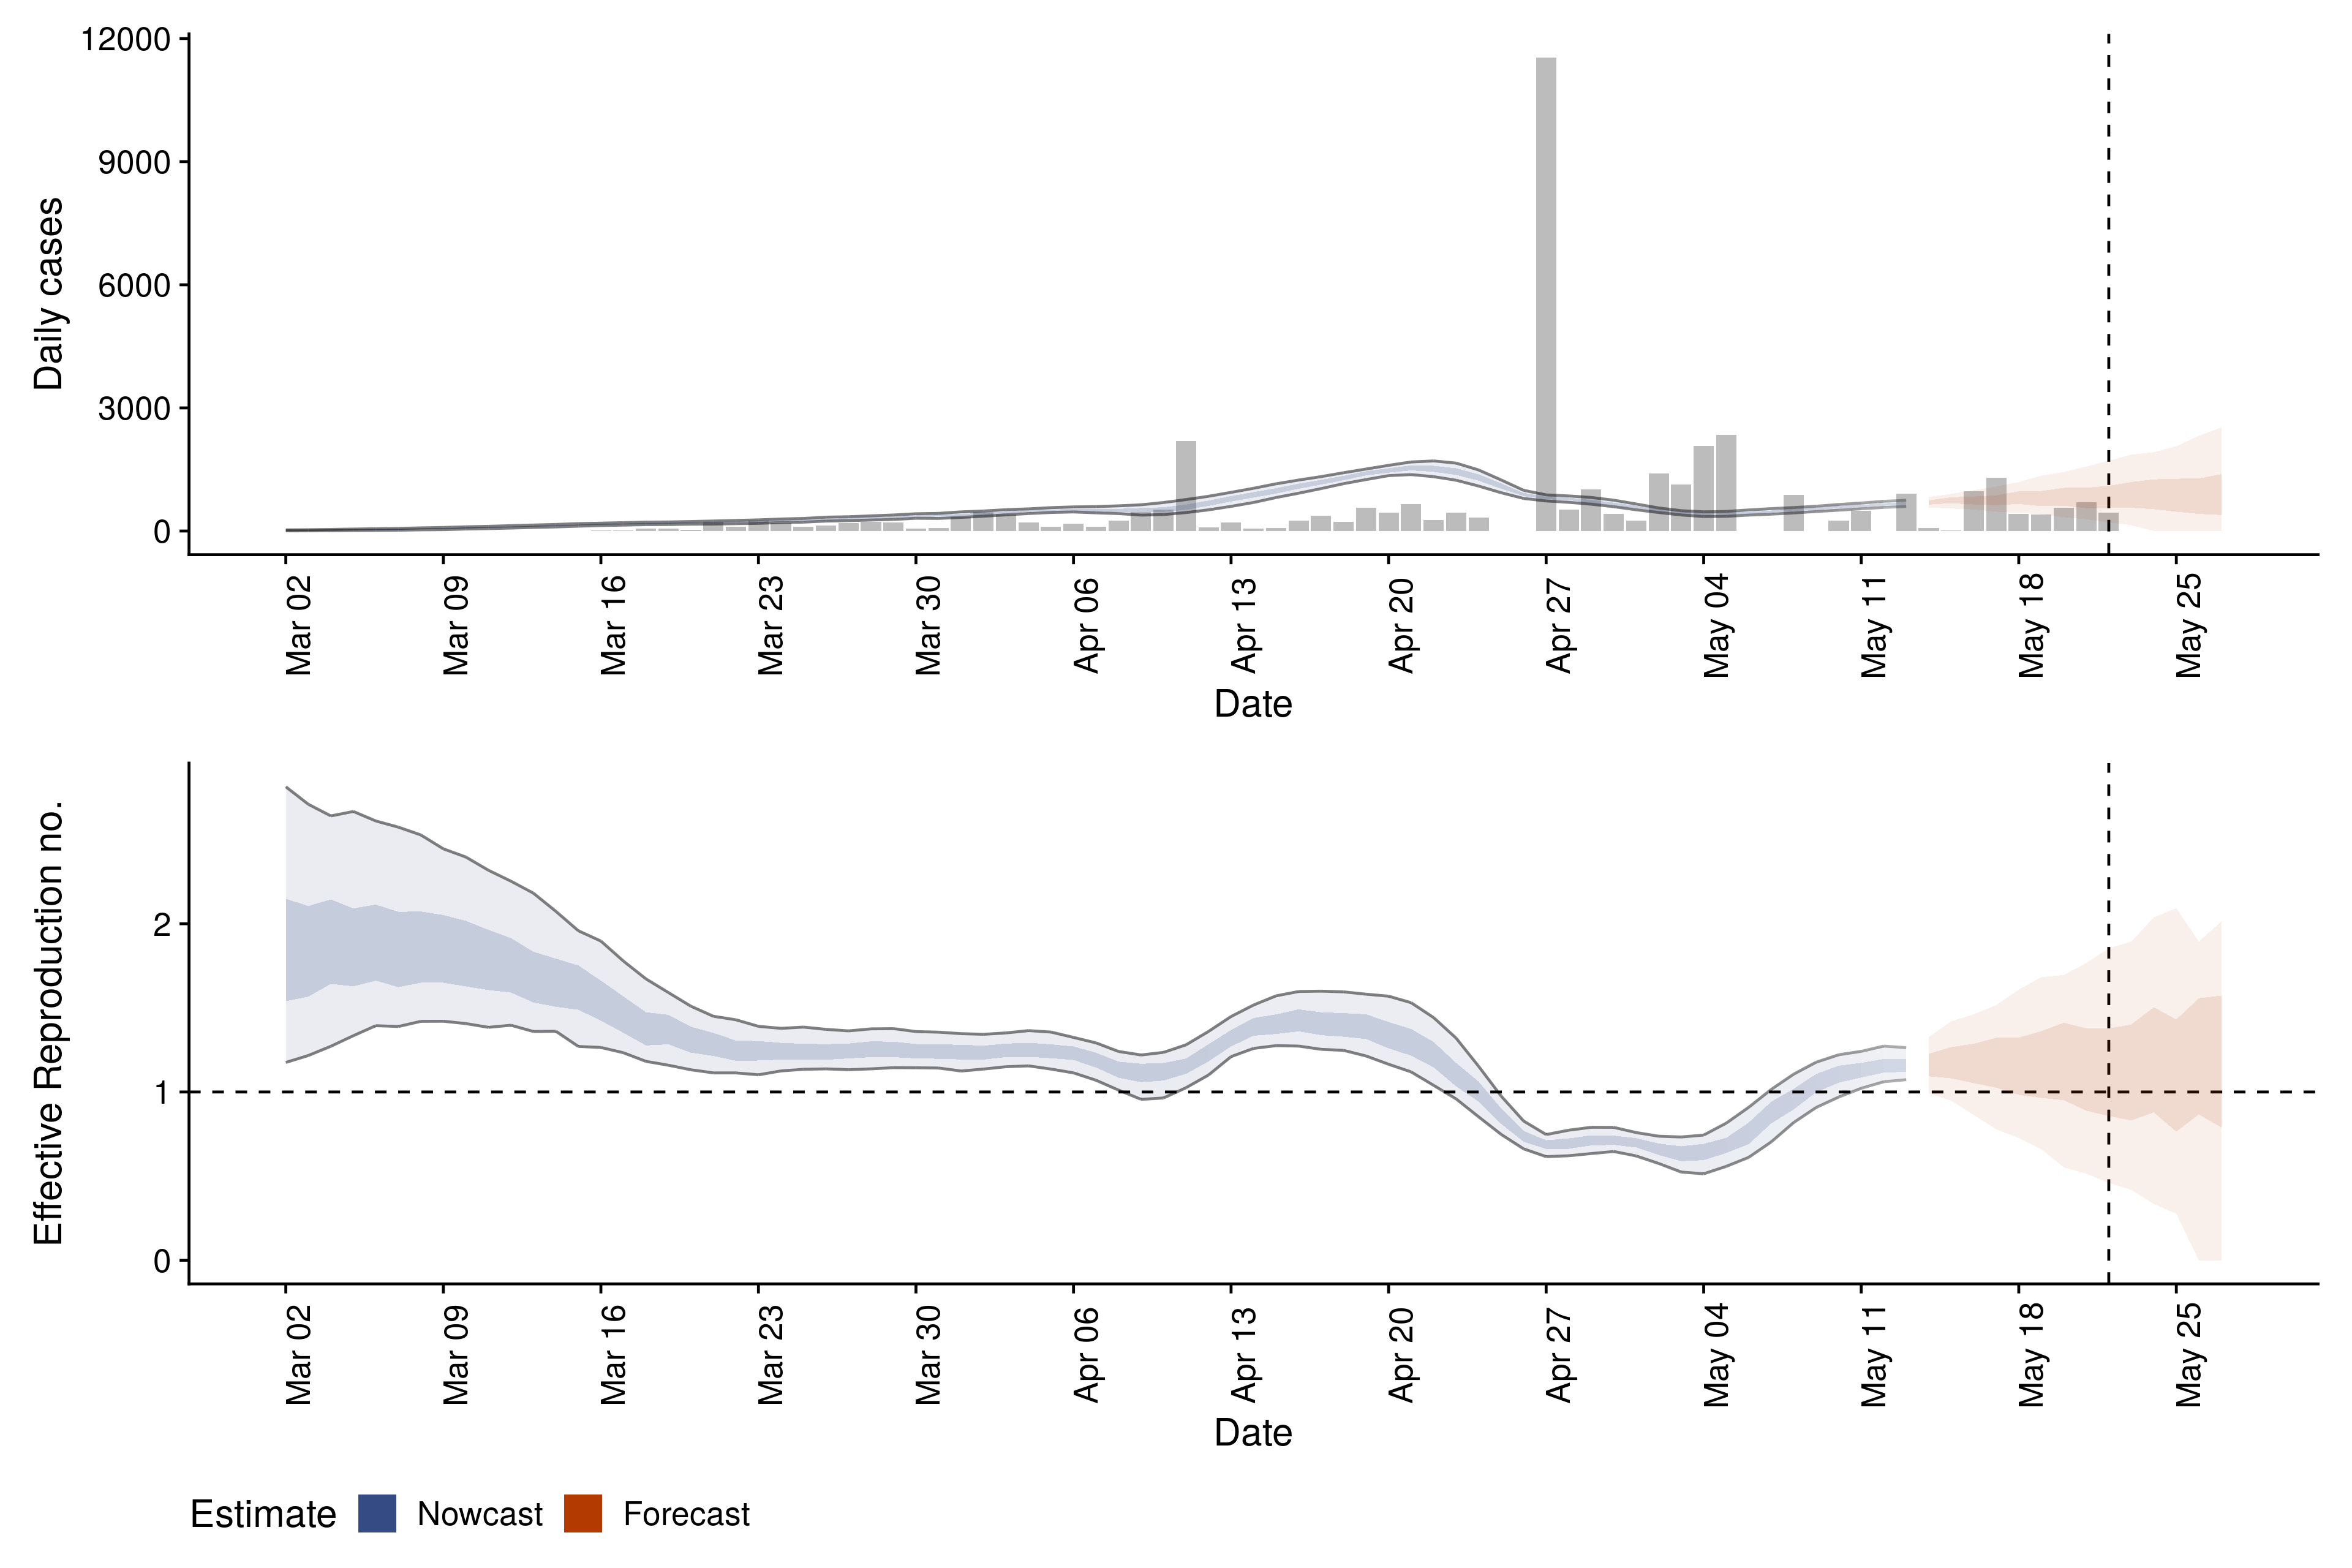 Daily cases
12000
9000
6000
3000
0
Mar 02
Mar 09
Mar 16
Mar 23
Mar 30
Apr 06
Apr 13
Apr 20
Apr 27
May 04
May 11
May 18
May 25
Date
Effective Reproduction no.
2
1
0
Mar 02
Mar 09
Mar 16
Mar 23
Mar 30
Apr 06
Apr 13
Apr 20
Apr 27
May 04
May 11
May 18
May 25
Date
Estimate Nowcast Forecast